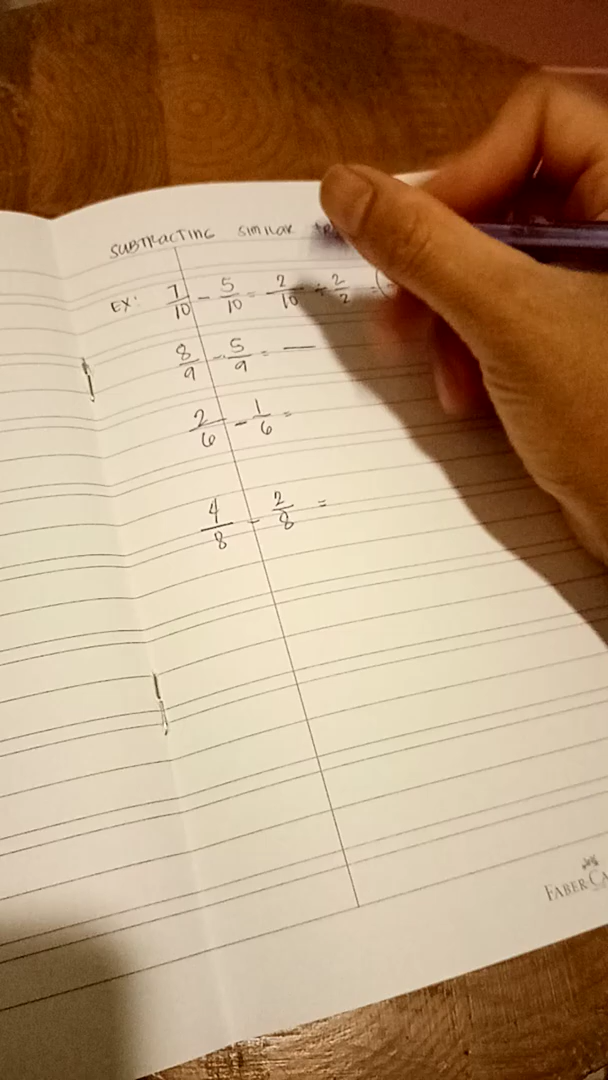 SUBTRACTING SIMILAR
EX: 7/10 - 5/10 = 2/10 ÷ 2/2 = (
8/9 - 5/9 = __
2/6 - 1/6 =
4/8 - 2/8 =